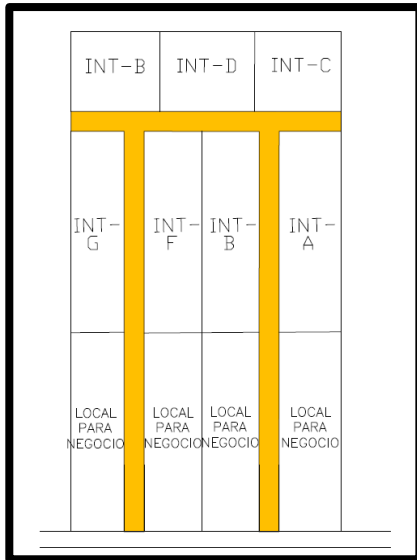 INT-B
INT-D
INT-C
INT-
G
INT-
F
INT-
B
INT-
A
LOCAL
PARA
NEGOCIO
LOCAL
PARA
NEGOCIO
LOCAL
PARA
NEGOCIO
LOCAL
PARA
NEGOCIO